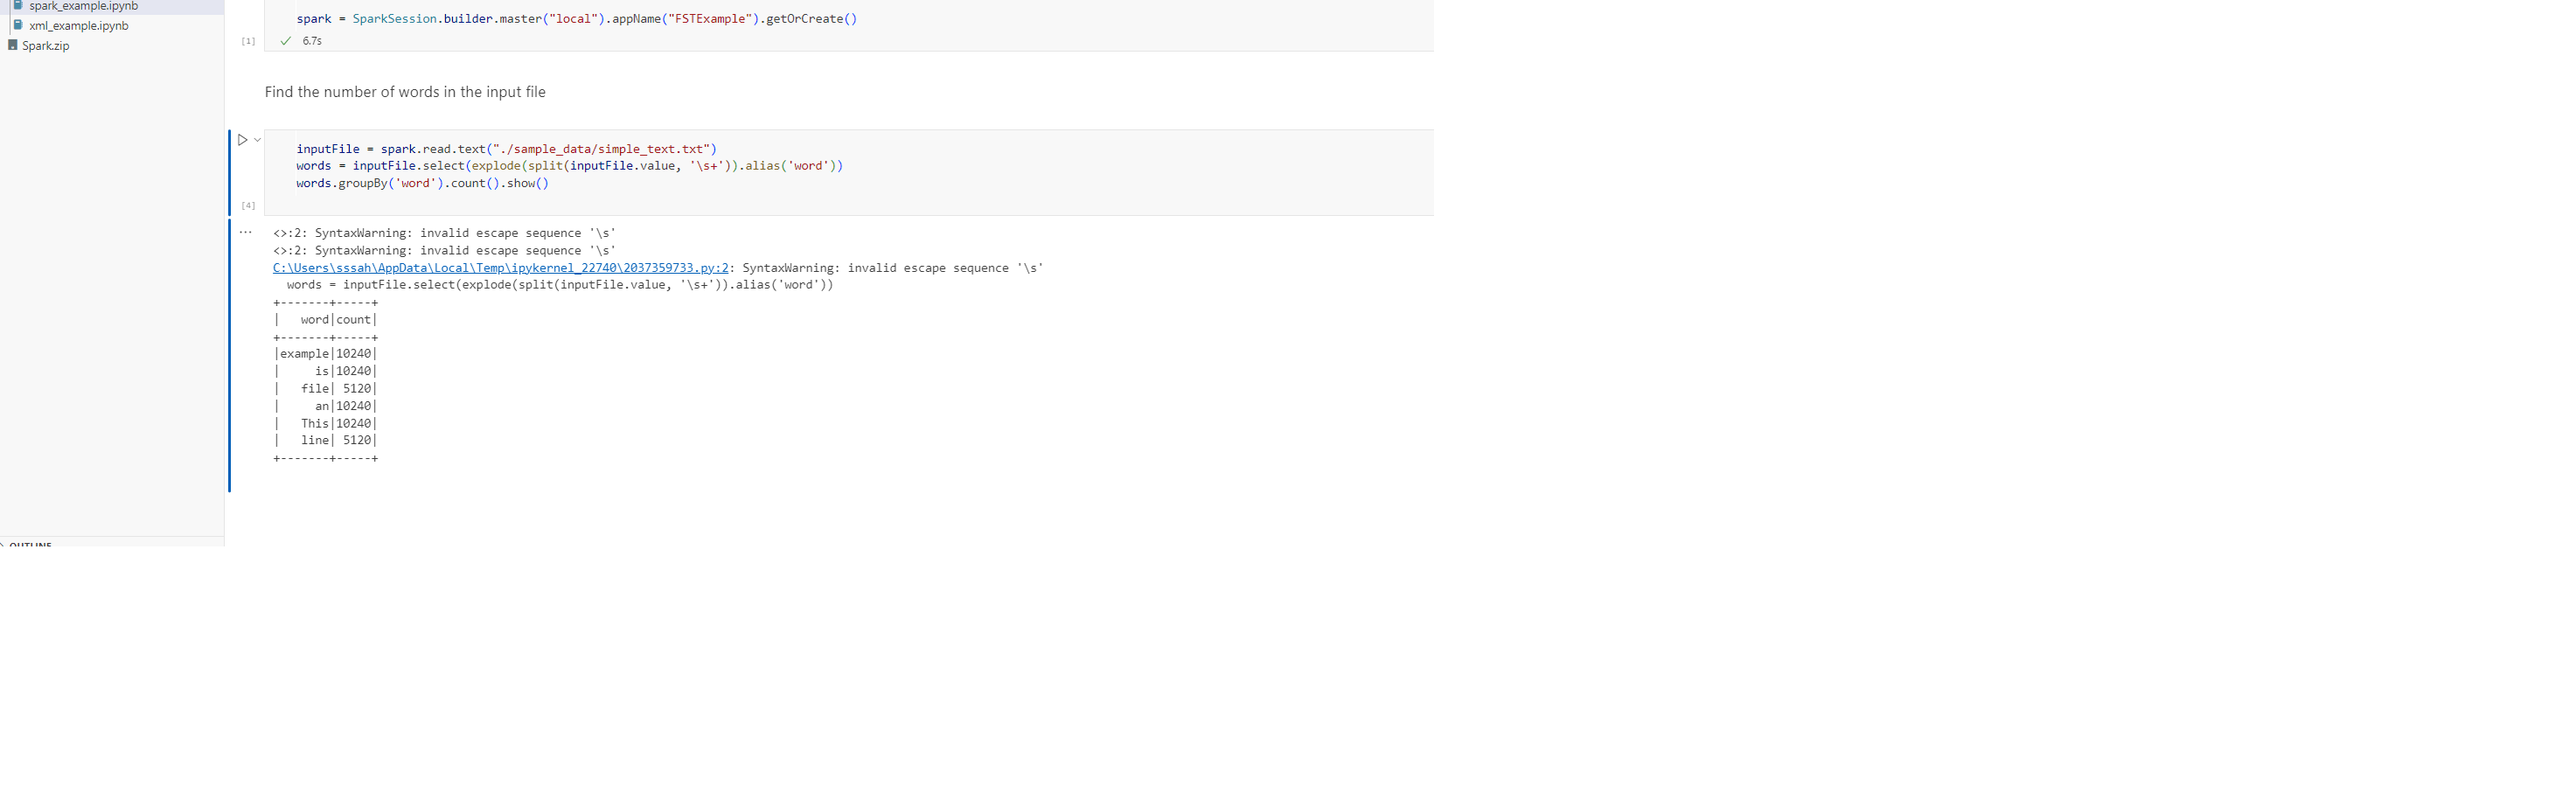 spark_example.ipynb
xml_example.ipynb
Spark.zip
spark = SparkSession.builder.master("local").appName("FSTExample").getOrCreate()
[1] 6.7s
Find the number of words in the input file
inputFile = spark.read.text("./sample_data/simple_text.txt")
words = inputFile.select(explode(split(inputFile.value, '\s+')).alias('word'))
words.groupBy('word').count().show()
[4]
... <>:2: SyntaxWarning: invalid escape sequence '\s'
<>:2: SyntaxWarning: invalid escape sequence '\s'
C:\Users\sssah\AppData\Local\Temp\ipykernel_22740\2037359733.py:2: SyntaxWarning: invalid escape sequence '\s'
  words = inputFile.select(explode(split(inputFile.value, '\s+')).alias('word'))
+-------+-----+
|   word|count|
+-------+-----+
|example|10240|
|     is|10240|
|   file| 5120|
|     an|10240|
|   This|10240|
|   line| 5120|
+-------+-----+
OUTLINE